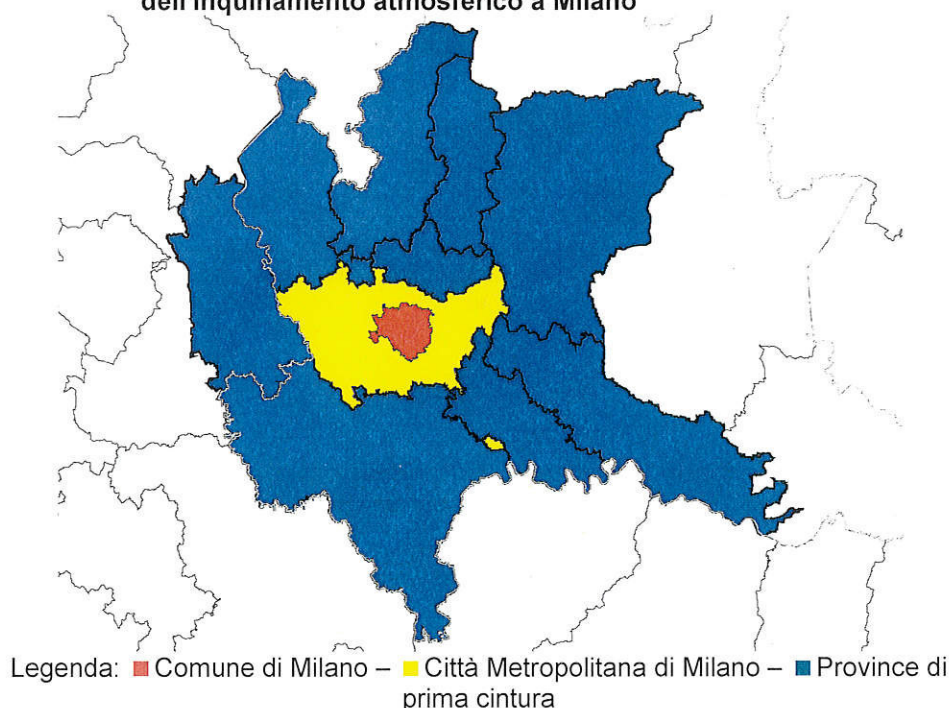 dell'inquinamento atmosferico a Milano
Legenda: Comune di Milano – Città Metropolitana di Milano – Province di
prima cintura